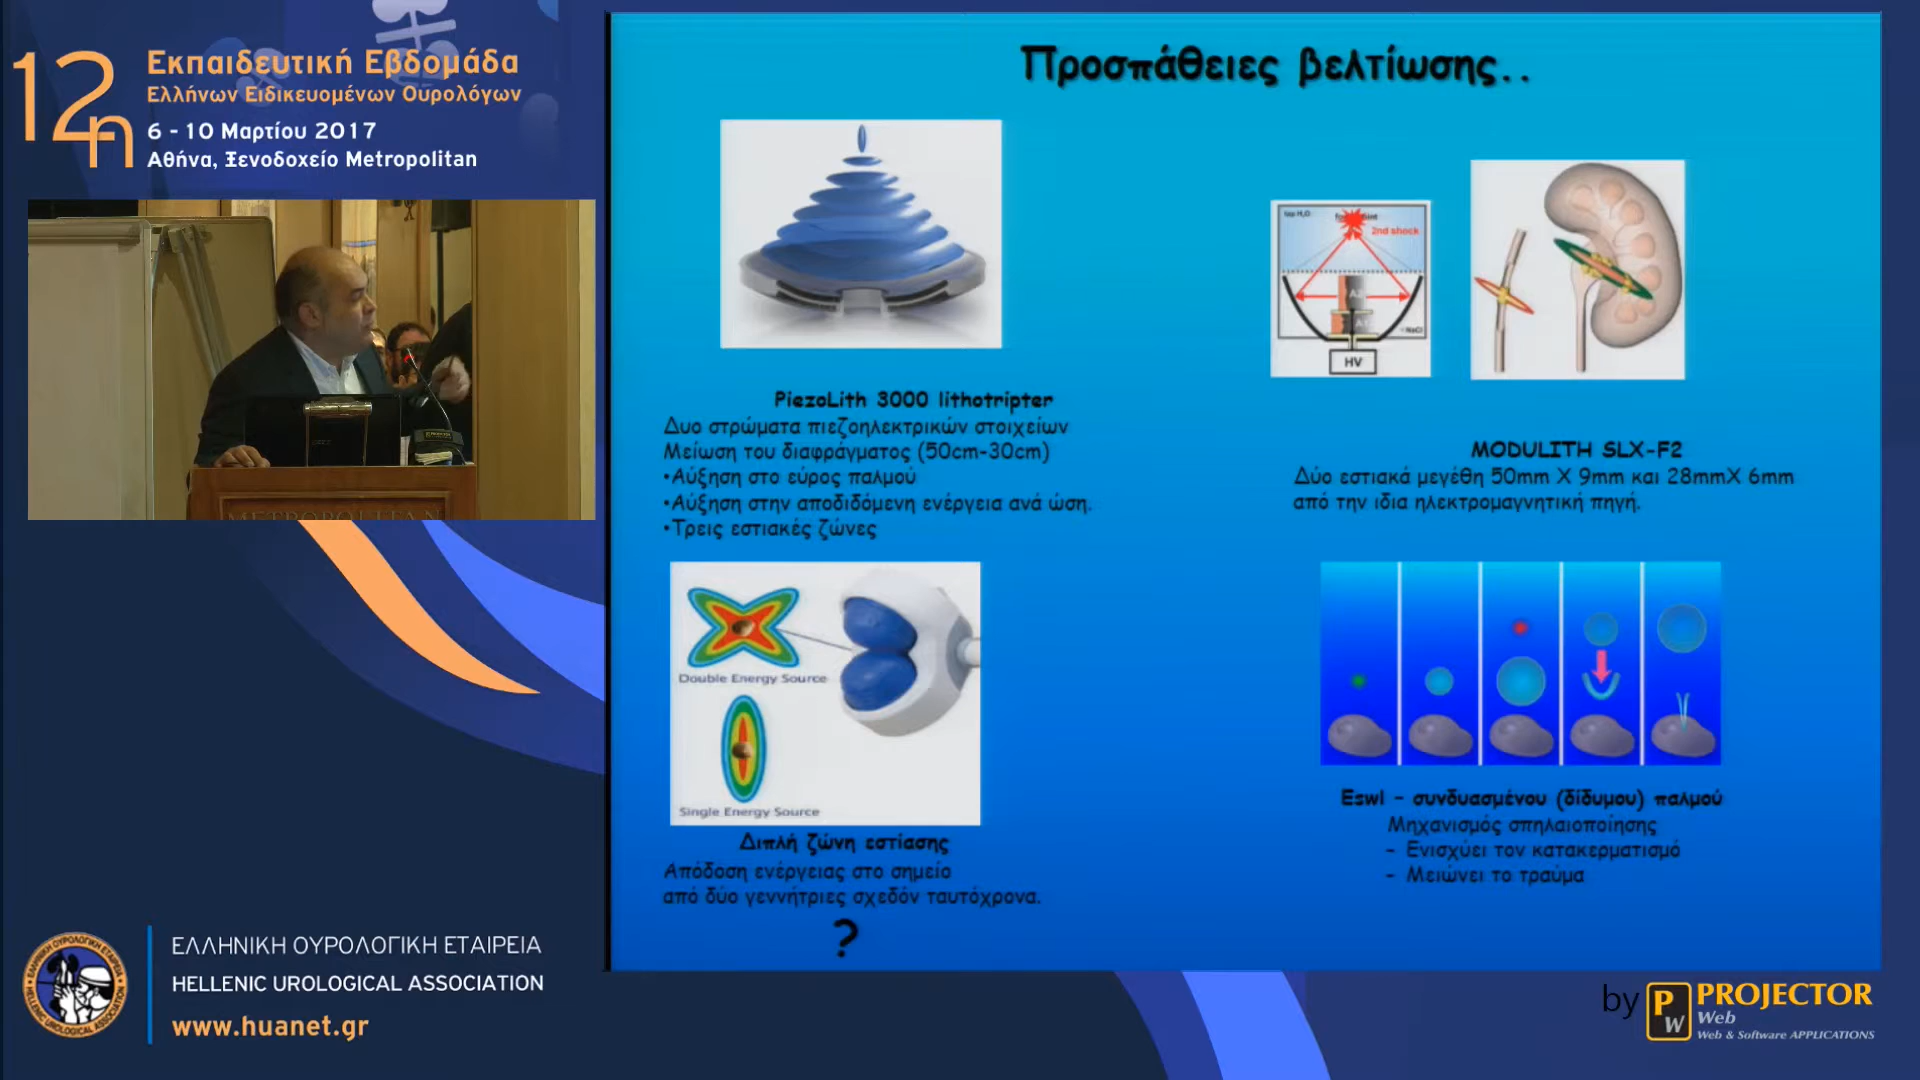 12η
Εκπαιδευτική Εβδομάδα
Ελλήνων Ειδικευομένων Ουρολόγων
6 - 10 Μαρτίου 2017
Αθήνα, Ξενοδοχείο Metropolitan
METROPOLITAN
Προσπάθειες βελτίωσης..
PiezoLith 3000 lithotripter
Δυο στρώματα πιεζοηλεκτρικών στοιχείων
Μείωση του διαφράγματος (50cm-30cm)
•Αύξηση στο εύρος παλμού
•Αύξηση στην αποδιδόμενη ενέργεια ανά ώση.
•Τρεις εστιακές ζώνες
2nd shock
HV
MODULITH SLX-F2
Δύο εστιακά μεγέθη 50mm X 9mm και 28mmX 6mm
από την ιδια ηλεκτρομαγνητική πηγή.
Double Energy Source
Single Energy Source
Διπλή ζώνη εστίασης
Απόδοση ενέργειας στο σημείο
από δύο γεννήτριες σχεδόν ταυτόχρονα.
?
Eswl - συνδυασμένου (δίδυμου) παλμού
Μηχανισμός σπηλαιοποίησης
- Ενισχύει τον κατακερματισμό
- Μειώνει το τραύμα
ΕΛΛΗΝΙΚΗ ΟΥΡΟΛΟΓΙΚΗ ΕΤΑΙΡΕΙΑ
HELLENIC UROLOGICAL ASSOCIATION
www.huanet.gr
by PW PROJECTOR
Web
Web & Software APPLICATIONS